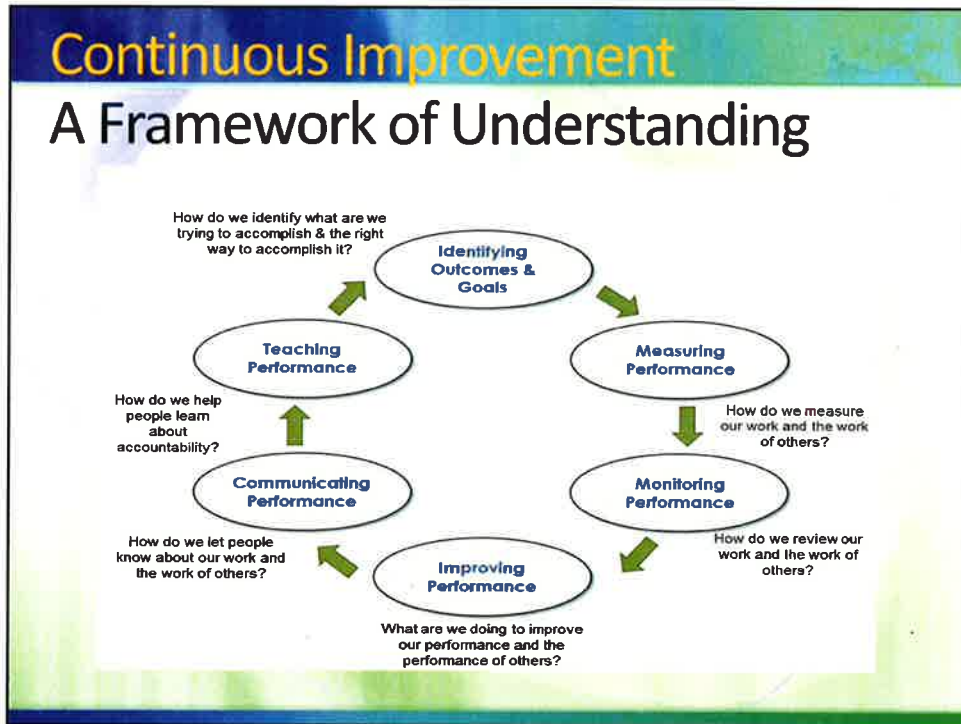 Continuous Improvement
A Framework of Understanding
How do we identify what are we
trying to accomplish & the right
way to accomplish it?
Identifying
Outcomes &
Goals
Teaching
Performance
Measuring
Performance
How do we help
people learn
about
accountability?
How do we measure
our work and the work
of others?
Communicating
Performance
Monitoring
Performance
How do we let people
know about our work and
the work of others?
How do we review our
work and the work of
others?
Improving
Performance
What are we doing to improve
our performance and the
performance of others?